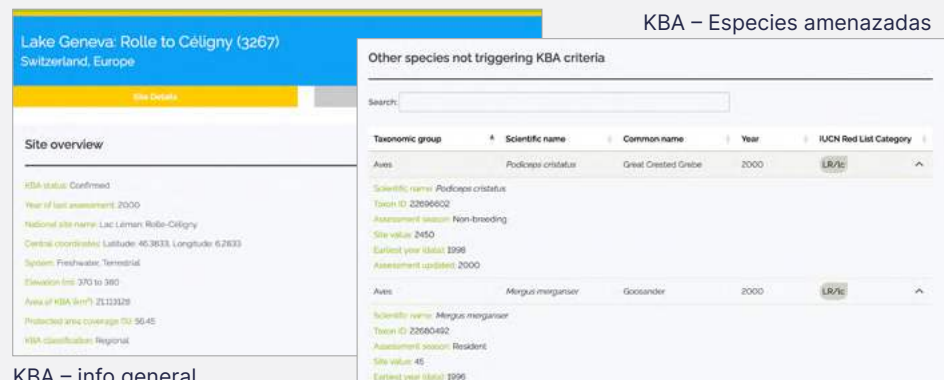 KBA – Especies amenazadas
Lake Geneva: Rolle to Céligny (3267)
Switzerland, Europe
Site Details
Site overview
KBA status: Confirmed
Year of last assessment: 2000
National site name: Lac Léman: Rolle-Céligny
Central coordinates: Latitude: 46.3833, Longitude: 6.2833
System: Freshwater, Terrestrial
Elevation (m): 370 to 380
Area of KBA (km²): 21.113128
Protected area coverage (%): 56.45
KBA classification: Regional
KBA – info general
Other species not triggering KBA criteria
Search:
Taxonomic group Scientific name Common name Year IUCN Red List Category
Aves Podiceps cristatus Great Crested Grebe 2000 LR/lc
Scientific name: Podiceps cristatus
Taxon ID: 22696602
Assessment season: Non-breeding
Site value: 2450
Earliest year (data): 1998
Assessment updated: 2000
Aves Mergus merganser Goosander 2000 LR/lc
Scientific name: Mergus merganser
Taxon ID: 22680492
Assessment season: Resident
Site value: 45
Earliest year (data): 1996